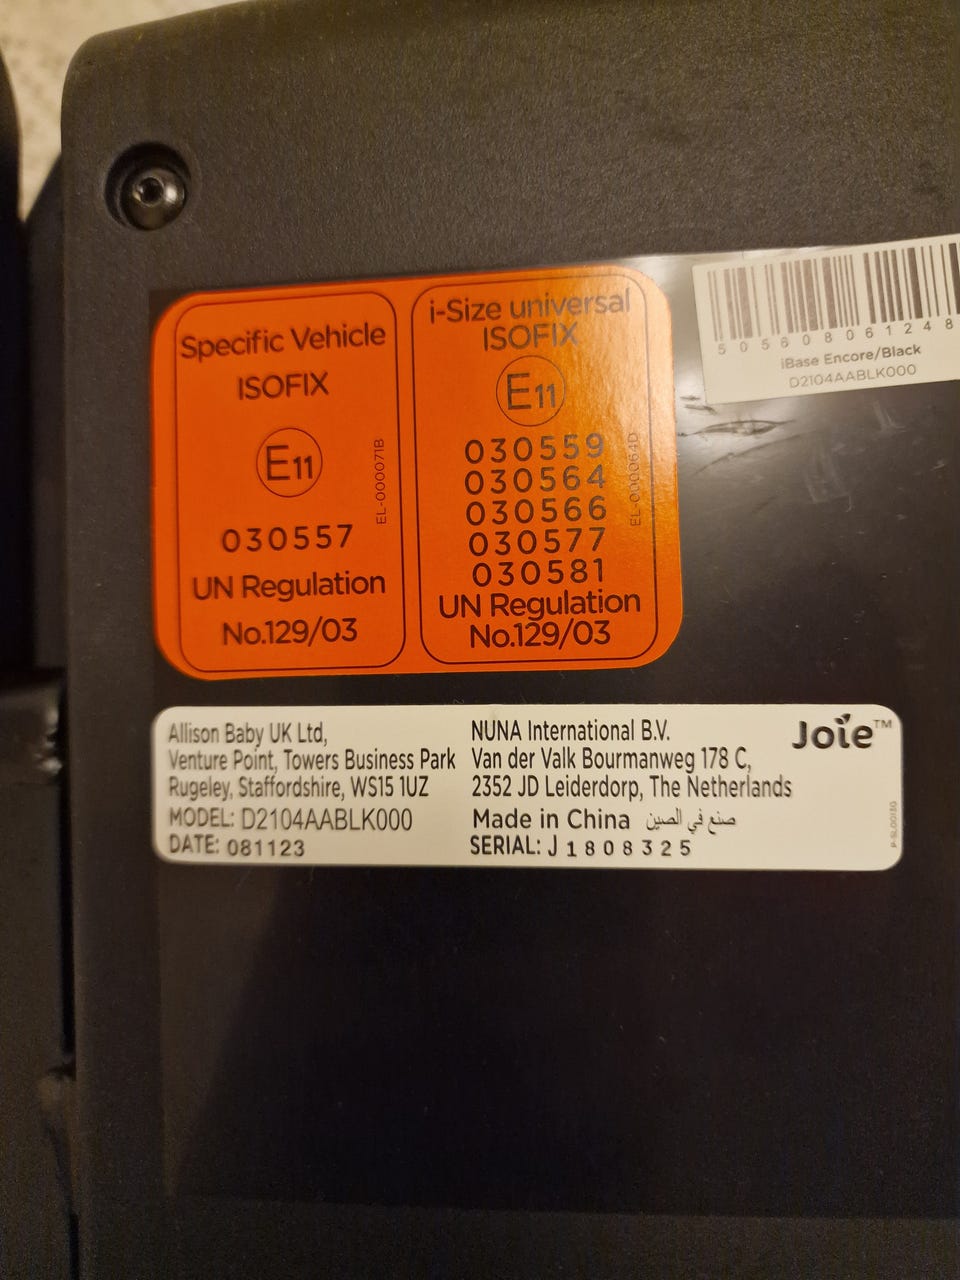 5056080061248
iBase Encore/Black
D2104AABLK000
Specific Vehicle
ISOFIX
E11
030557
UN Regulation
No.129/03
EL-000071B
i-Size universal
ISOFIX
E11
030559
030564
030566
030577
030581
UN Regulation
No.129/03
EL-000064D
Allison Baby UK Ltd,
Venture Point, Towers Business Park
Rugeley, Staffordshire, WS15 1UZ
MODEL: D2104AABLK000
DATE: 081123
NUNA International B.V.
Van der Valk Bourmanweg 178 C,
2352 JD Leiderdorp, The Netherlands
Made in China صنع في الصين
SERIAL: J 1808325
Joie™